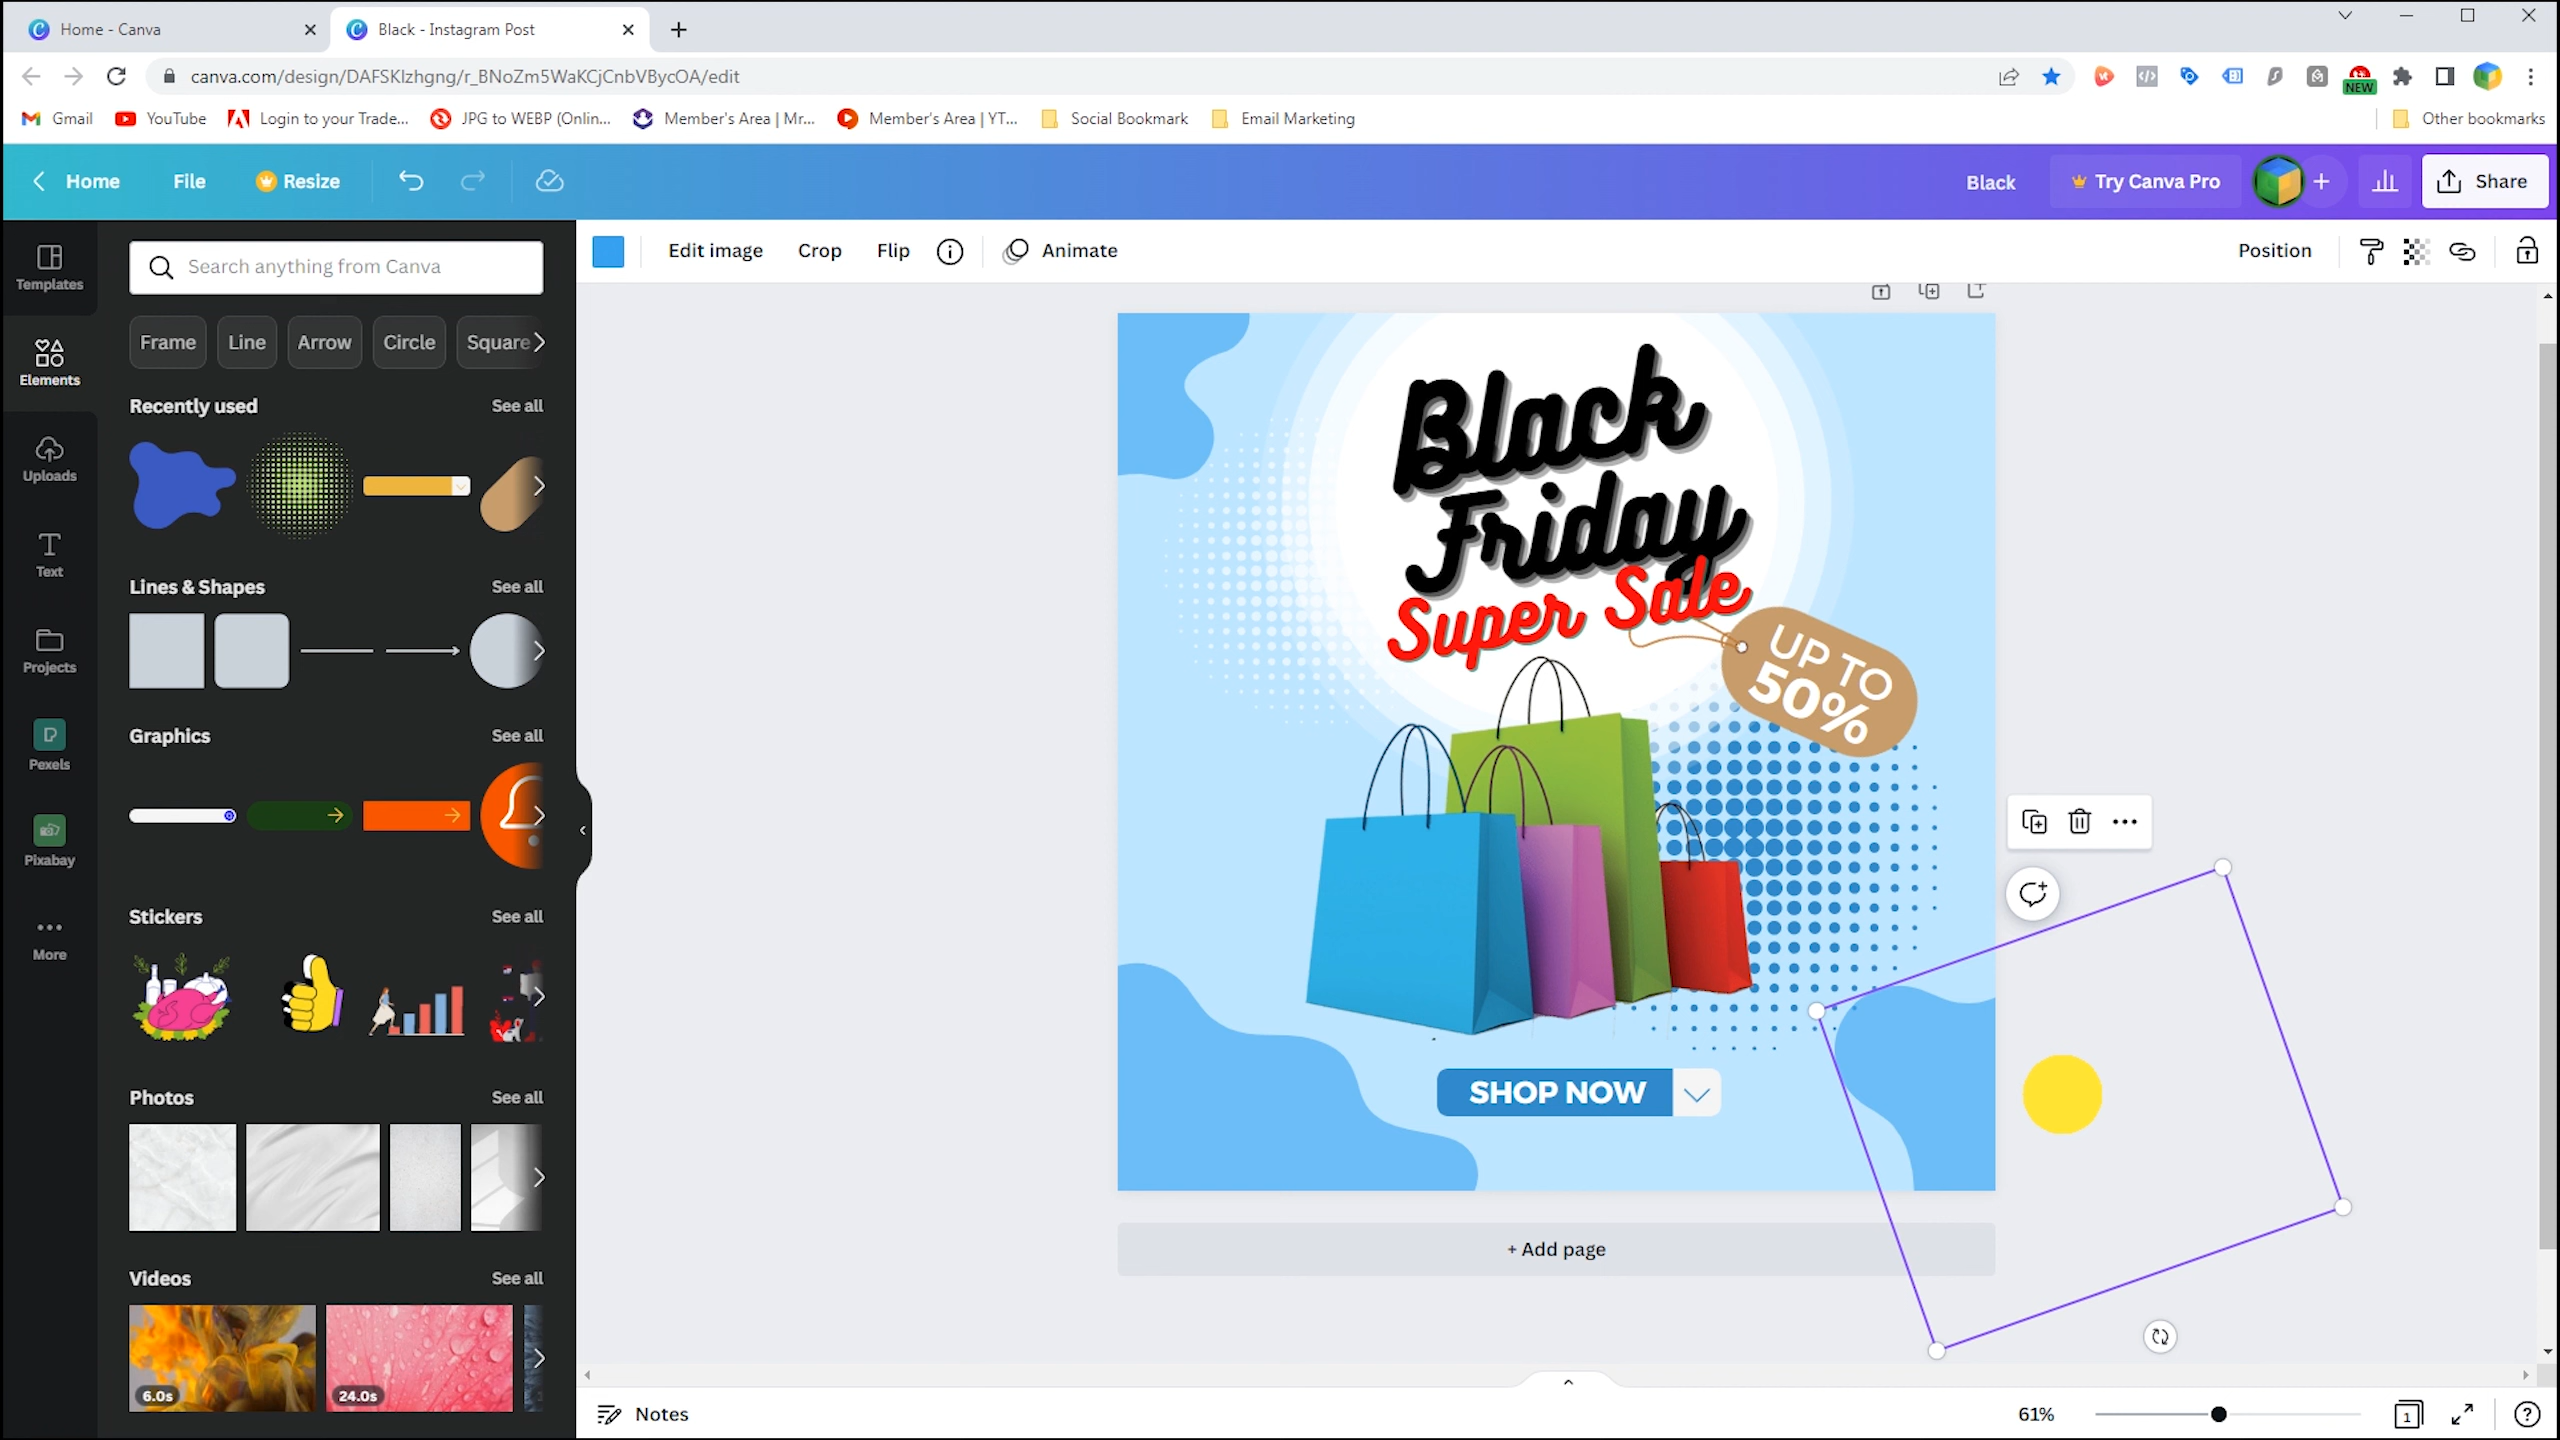 Home - Canva
Black - Instagram Post
canva.com/design/DAFSKIzhgng/r_BNoZm5WaKCjCnbVBycOA/edit
NEW
Gmail
YouTube
Login to your Trade...
JPG to WEBP (Onlin...
Member's Area | Mr...
Member's Area | YT...
Social Bookmark
Email Marketing
Other bookmarks
Home
File
Resize
Black
Try Canva Pro
Share
Templates
Elements
Uploads
Text
Projects
Pexels
Pixabay
More
Search anything from Canva
Frame
Line
Arrow
Circle
Square
Recently used
See all
Lines & Shapes
See all
Graphics
See all
Stickers
See all
Photos
See all
Videos
See all
6.0s
24.0s
Edit image
Crop
Flip
Animate
Position
Black
Friday
Super Sale
UP TO
50%
SHOP NOW
+ Add page
Notes
61%
1